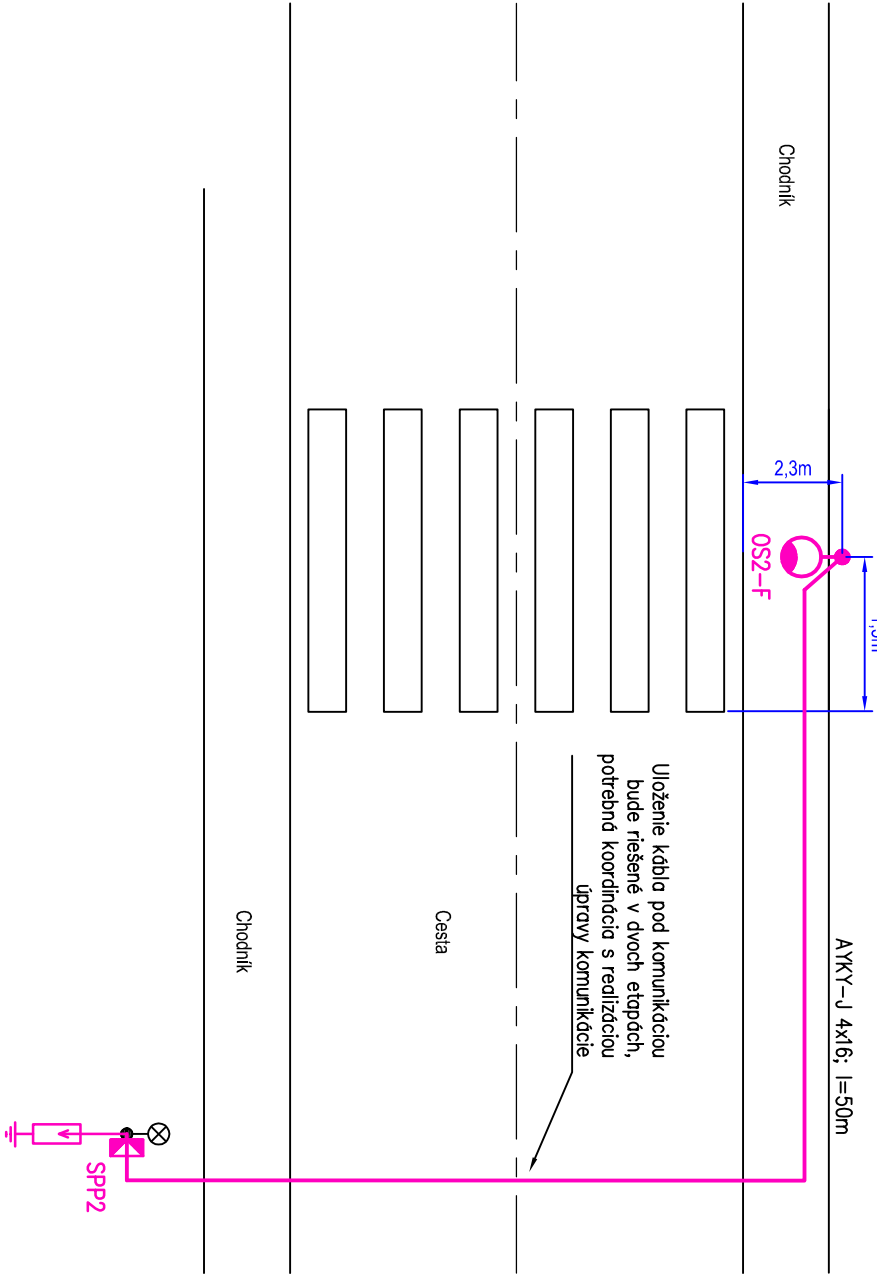 Chodník
2,3m
OS2-F
AYKY-J 4x16; l=50m
Uloženie kábla pod komunikáciou
bude riešené v dvoch etapách,
potrebná koordinácia s realizáciou
úpravy komunikácie
Cesta
Chodník
SPP2